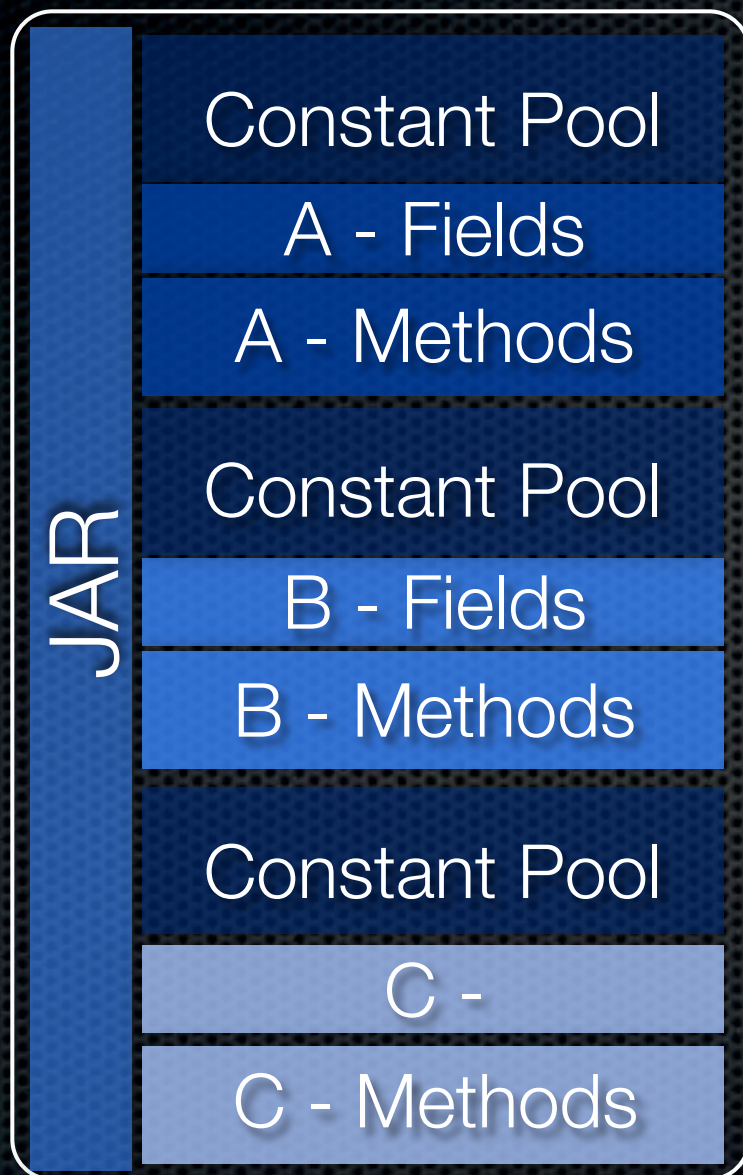 JAR
Constant Pool
A - Fields
A - Methods
Constant Pool
B - Fields
B - Methods
Constant Pool
C -
C - Methods